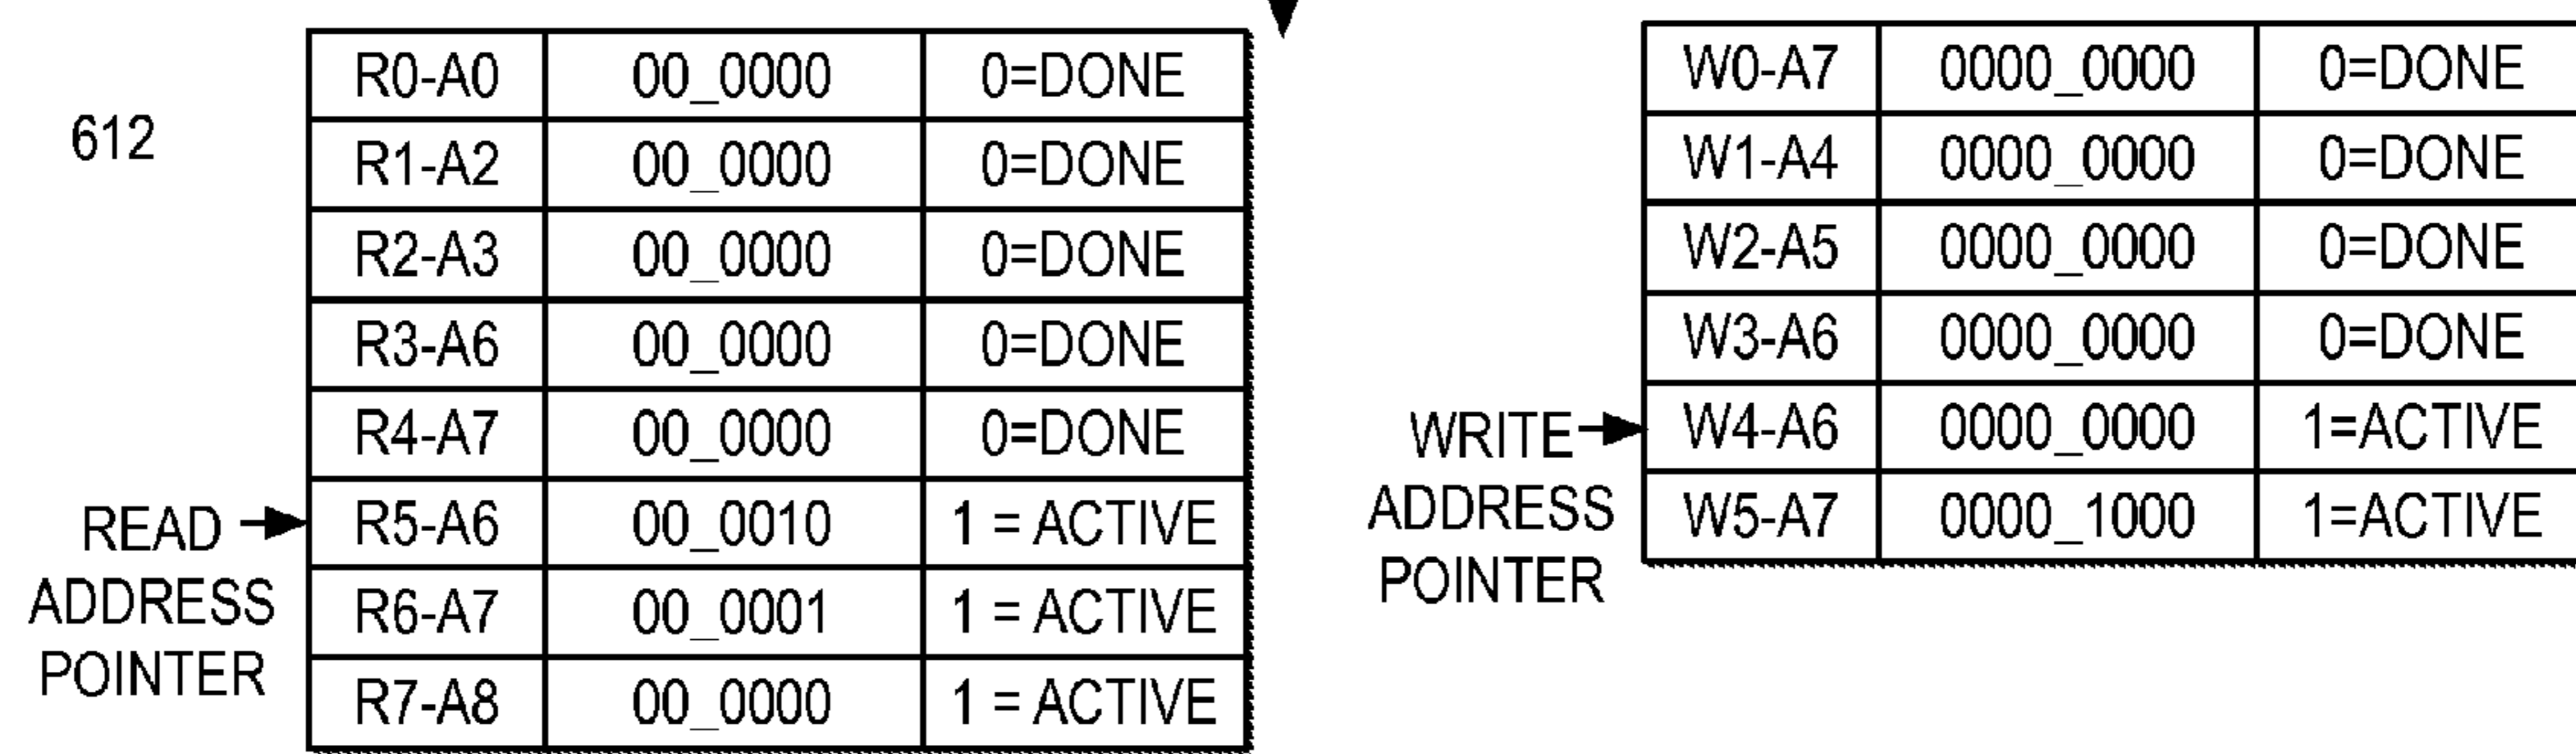 612
R0-A0 00_0000 0=DONE
R1-A2 00_0000 0=DONE
R2-A3 00_0000 0=DONE
R3-A6 00_0000 0=DONE
R4-A7 00_0000 0=DONE
R5-A6 00_0010 1 = ACTIVE
R6-A7 00_0001 1 = ACTIVE
R7-A8 00_0000 1 = ACTIVE
READ
ADDRESS
POINTER
W0-A7 0000_0000 0=DONE
W1-A4 0000_0000 0=DONE
W2-A5 0000_0000 0=DONE
W3-A6 0000_0000 0=DONE
W4-A6 0000_0000 1=ACTIVE
W5-A7 0000_1000 1=ACTIVE
WRITE
ADDRESS
POINTER